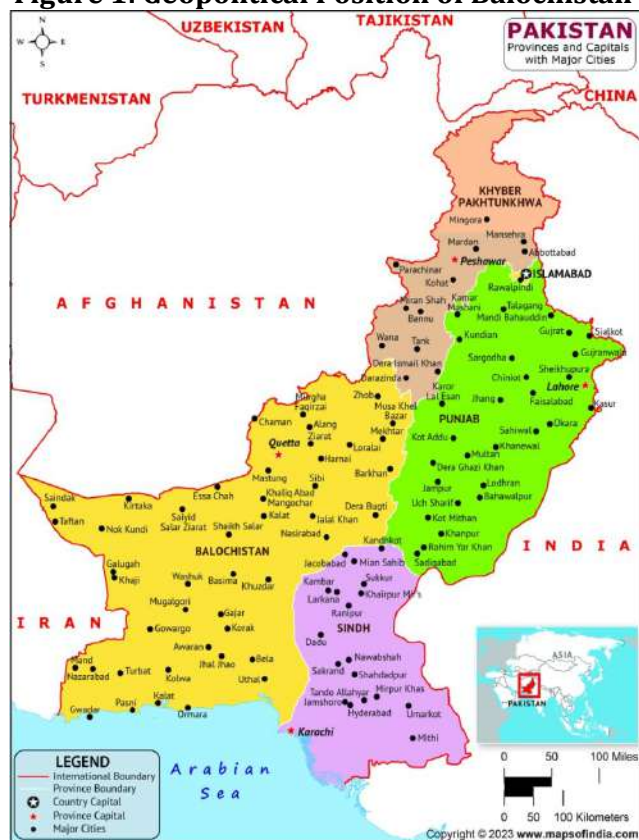 Figure 1. Geopolitical Position of Balochistan
N
W E
S
UZBEKISTAN
TAJIKISTAN
PAKISTAN
Provinces and Capitals
with Major Cities
TURKMENISTAN
CHINA
KHYBER
PAKHTUNKHWA
Mingora
Mansehra
Mardan
Abbottabad
Peshawar
Parachinar
ISLAMABAD
Kohat
Rawalpindi
AFGHANISTAN
Miran Shah
Kamar
Mashani
Talagang
Bannu
Mandi Bahauddin
Gujrat
Sialkot
Wana
Tank
Kundian
Gujranwala
Sargodha
Dera Ismail Khan
Chiniot
Sheikhupura
Darazinda
Karor
Lal Esan
Lahore
Zhob
Jhang
Faisalabad
Kasur
Murgha
Faqirzai
Musa Khel
Bazar
PUNJAB
Okara
Chaman
Alang
Mekhtar
Kot Addu
Sahiwal
Ziarat
Khanewal
Quetta
Loralai
Multan
Harnai
Dera Ghazi Khan
Mastung
Barkhan
Sibi
Jampur
Lodhran
Saindak
Essa Chah
Khaliq Abad
Bahawalpur
Kirtaka
Mangochar
Uch Sharif
Taftan
Saiyid
Salar Ziarat
Kalat
Jalal Khan
Dera Bugti
Kot Mithan
Nok Kundi
Sheikh Salar
Khanpur
Nasirabad
Kandhkot
Rahim Yar Khan
INDIA
BALOCHISTAN
Sadiqabad
Jacobabad
Mian Sahib
Galugah
Khaji
Washuk
Basima
Khuzdar
Kambar
Sukkur
Larkana
Khairpur Mir's
Mugalgori
Ranipur
Gajar
IRAN
Gowargo
Korak
SINDH
Dadu
Awaran
Mand
Jhal Jhao
Bela
Nawabshah
ASIA
Nazarabad
Turbat
Kolwa
Sakrand
Shahdadpur
Uthal
Tando Allahyar
Mirpur Khas
PAKISTAN
Gwadar
Pasni
Kalat
Jamshoro
Hyderabad
Umarkot
Ormara
Karachi
Mithi
LEGEND
International Boundary
Province Boundary
Country Capital
Province Capital
Major Cities
Arabian
Sea
0 50 100 Miles
0 50 100 Kilometers
Copyright © 2023 www.mapsofindia.com